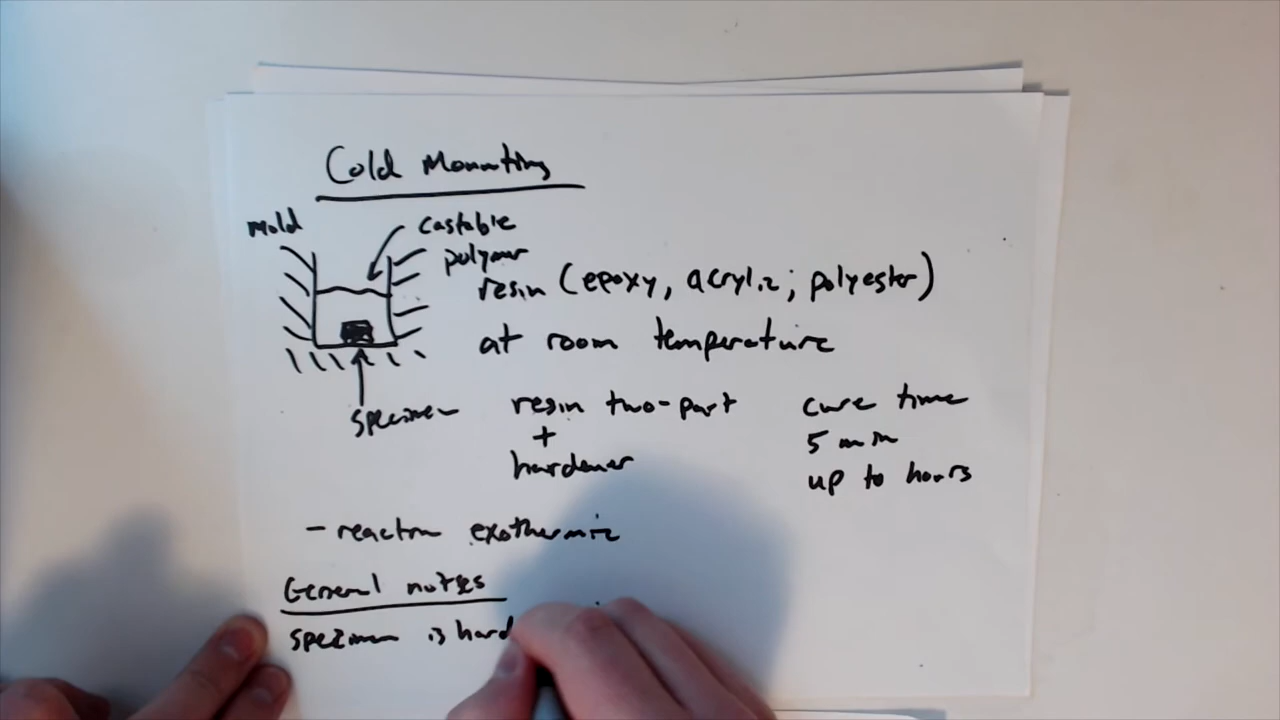 Cold Mounting
mold
castable
polymer
resin (epoxy, acrylic, polyester)
at room temperature
specimen
resin two-part
+
hardener
cure time
5 min
up to hours
- reaction exothermic
General notes
specimen is hard